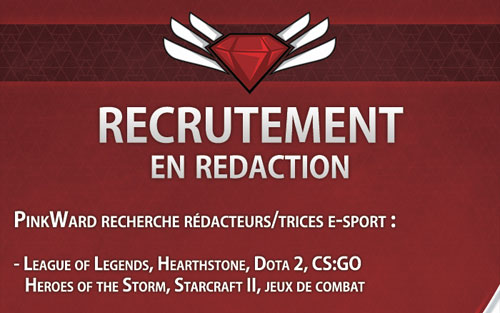 RECRUTEMENT
EN REDACTION
PINKWARD RECHERCHE RÉDACTEURS/TRICES E-SPORT :
- LEAGUE OF LEGENDS, HEARTHSTONE, DOTA 2, CS:GO
HEROES OF THE STORM, STARCRAFT II, JEUX DE COMBAT